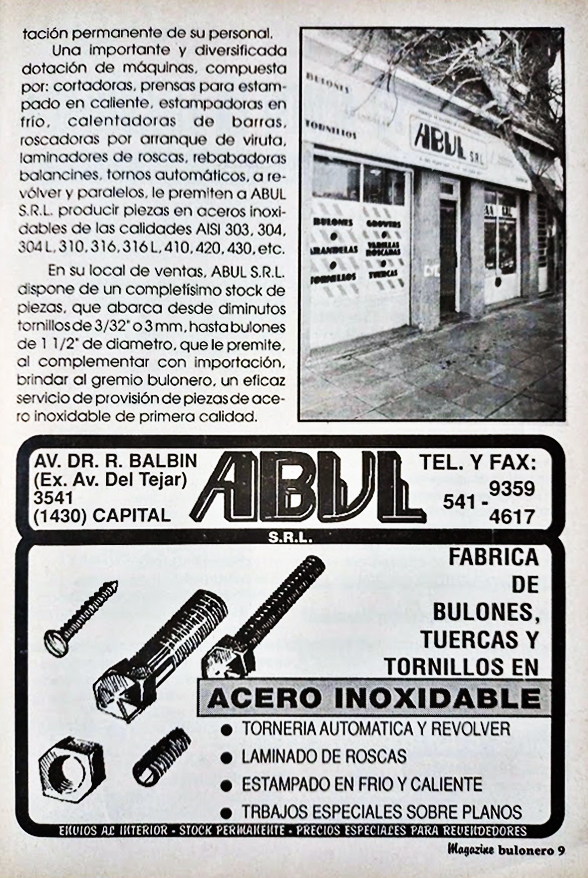 tación permanente de su personal.
Una importante y diversificada
dotación de máquinas, compuesta
por: cortadoras, prensas para estam-
pado en caliente, estampadoras en
frío, calentadoras de barras,
roscadoras por arranque de viruta,
laminadores de roscas, rebabadoras
balancines, tornos automáticos, a re-
vólver y paralelos, le premiten a ABUL
S.R.L. producir piezas en aceros inoxi-
dables de las calidades AISI 303, 304,
304 L, 310, 316, 316 L, 410, 420, 430, etc.
En su local de ventas, ABUL S.R.L.
dispone de un completísimo stock de
piezas, que abarca desde diminutos
tornillos de 3/32" o 3 mm, hasta bulones
de 1 1/2" de diametro, que le premite,
al complementar con importación,
brindar al gremio bulonero, un eficaz
servicio de provisión de piezas de ace-
ro inoxidable de primera calidad.
BULONES
TORNILLOS
ABUL S.R.L.
BULONES GROWERS
ARANDELAS VARILLAS
ROSCADAS
TORNILLOS TUERCAS
AV. DR. R. BALBIN
(Ex. Av. Del Tejar)
3541
(1430) CAPITAL
ABUL
S.R.L.
TEL. Y FAX:
541 - 9359
4617
FABRICA
DE
BULONES,
TUERCAS Y
TORNILLOS EN
ACERO INOXIDABLE
● TORNERIA AUTOMATICA Y REVOLVER
● LAMINADO DE ROSCAS
● ESTAMPADO EN FRIO Y CALIENTE
● TRBAJOS ESPECIALES SOBRE PLANOS
ENVIOS AL INTERIOR - STOCK PERMANENTE - PRECIOS ESPECIALES PARA REVENDEDORES
Magazine bulonero 9